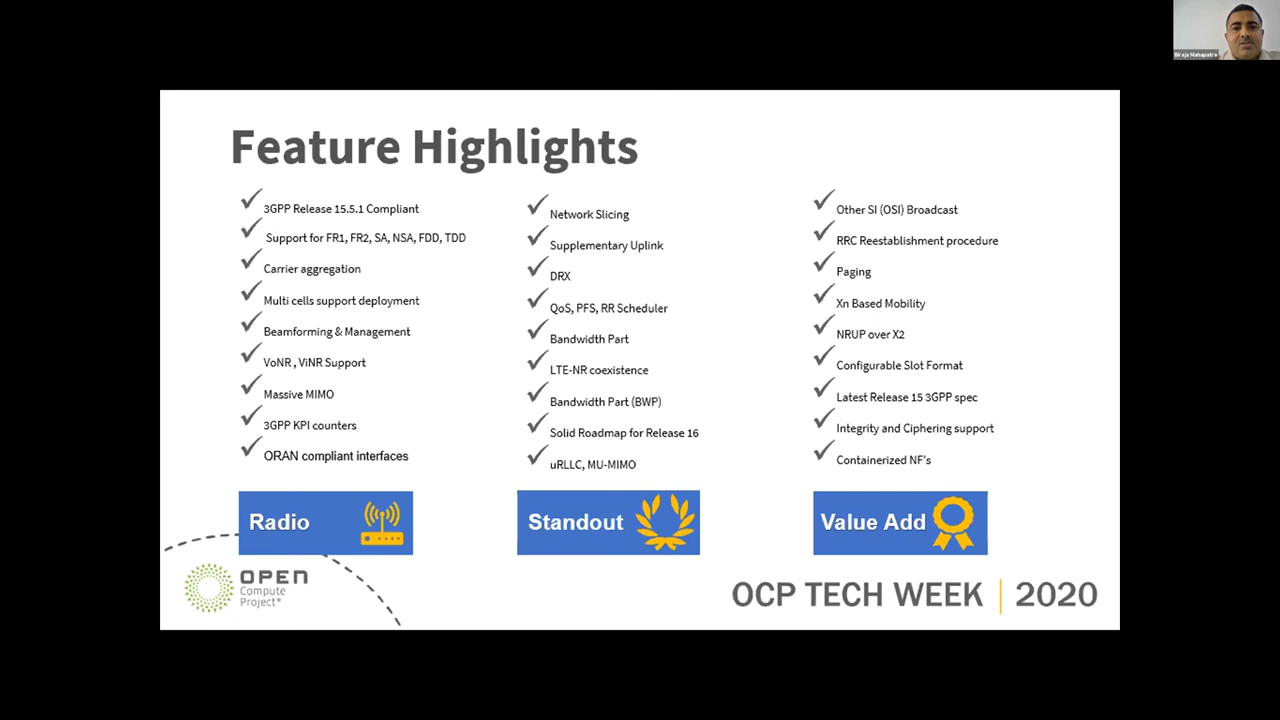 Biraja Mahapatra
Feature Highlights
3GPP Release 15.5.1 Compliant
Support for FR1, FR2, SA, NSA, FDD, TDD
Carrier aggregation
Multi cells support deployment
Beamforming & Management
VoNR , ViNR Support
Massive MIMO
3GPP KPI counters
ORAN compliant interfaces
Radio
Network Slicing
Supplementary Uplink
DRX
QoS, PFS, RR Scheduler
Bandwidth Part
LTE-NR coexistence
Bandwidth Part (BWP)
Solid Roadmap for Release 16
uRLLC, MU-MIMO
Standout
Other SI (OSI) Broadcast
RRC Reestablishment procedure
Paging
Xn Based Mobility
NRUP over X2
Configurable Slot Format
Latest Release 15 3GPP spec
Integrity and Ciphering support
Containerized NF's
Value Add
OPEN
Compute
Project®
OCP TECH WEEK | 2020